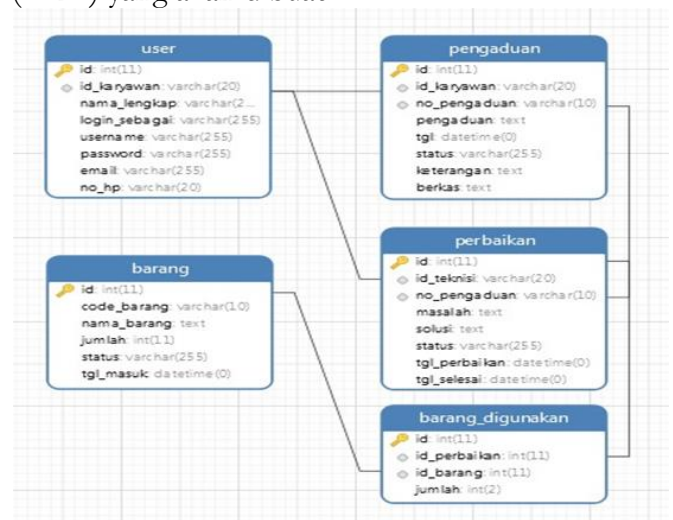 user
id: int(11)
id_karyawan: varchar(20)
nama_lengkap: varchar(2...
login_sebagai: varchar(255)
username: varchar(255)
password: varchar(255)
email: varchar(255)
no_hp: varchar(20)
pengaduan
id: int(11)
id_karyawan: varchar(20)
no_pengaduan: varchar(10)
pengaduan: text
tgl: datetime(0)
status: varchar(255)
keterangan: text
berkas: text
barang
id: int(11)
code_barang: varchar(10)
nama_barang: text
jumlah: int(11)
status: varchar(255)
tgl_masuk: datetime(0)
perbaikan
id: int(11)
id_teknisi: varchar(20)
no_pengaduan: varchar(10)
masalah: text
solusi: text
status: varchar(255)
tgl_perbaikan: datetime(0)
tgl_selesai: datetime(0)
barang_digunakan
id: int(11)
id_perbaikan: int(11)
id_barang: int(11)
jumlah: int(2)